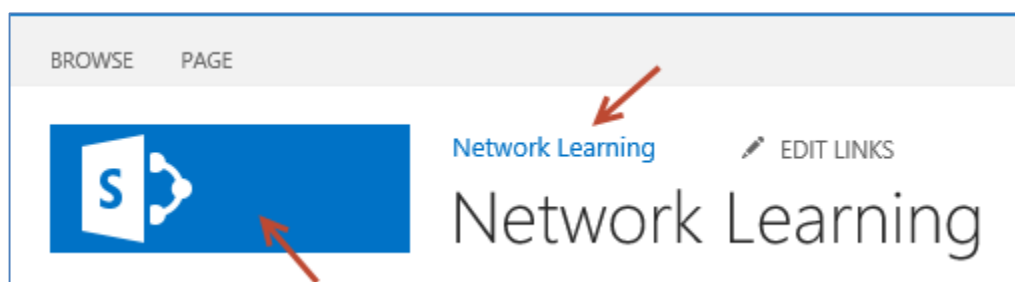 BROWSE PAGE
S
Network Learning EDIT LINKS
Network Learning